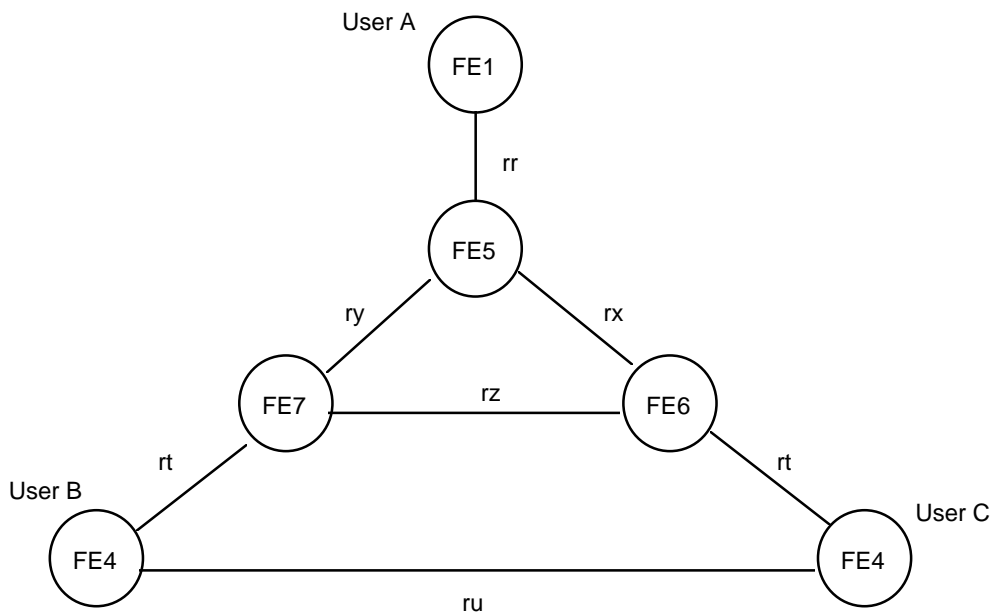 User A
FE1
rr
FE5
ry
rx
FE7
rz
FE6
rt
rt
User B
User C
FE4
FE4
ru